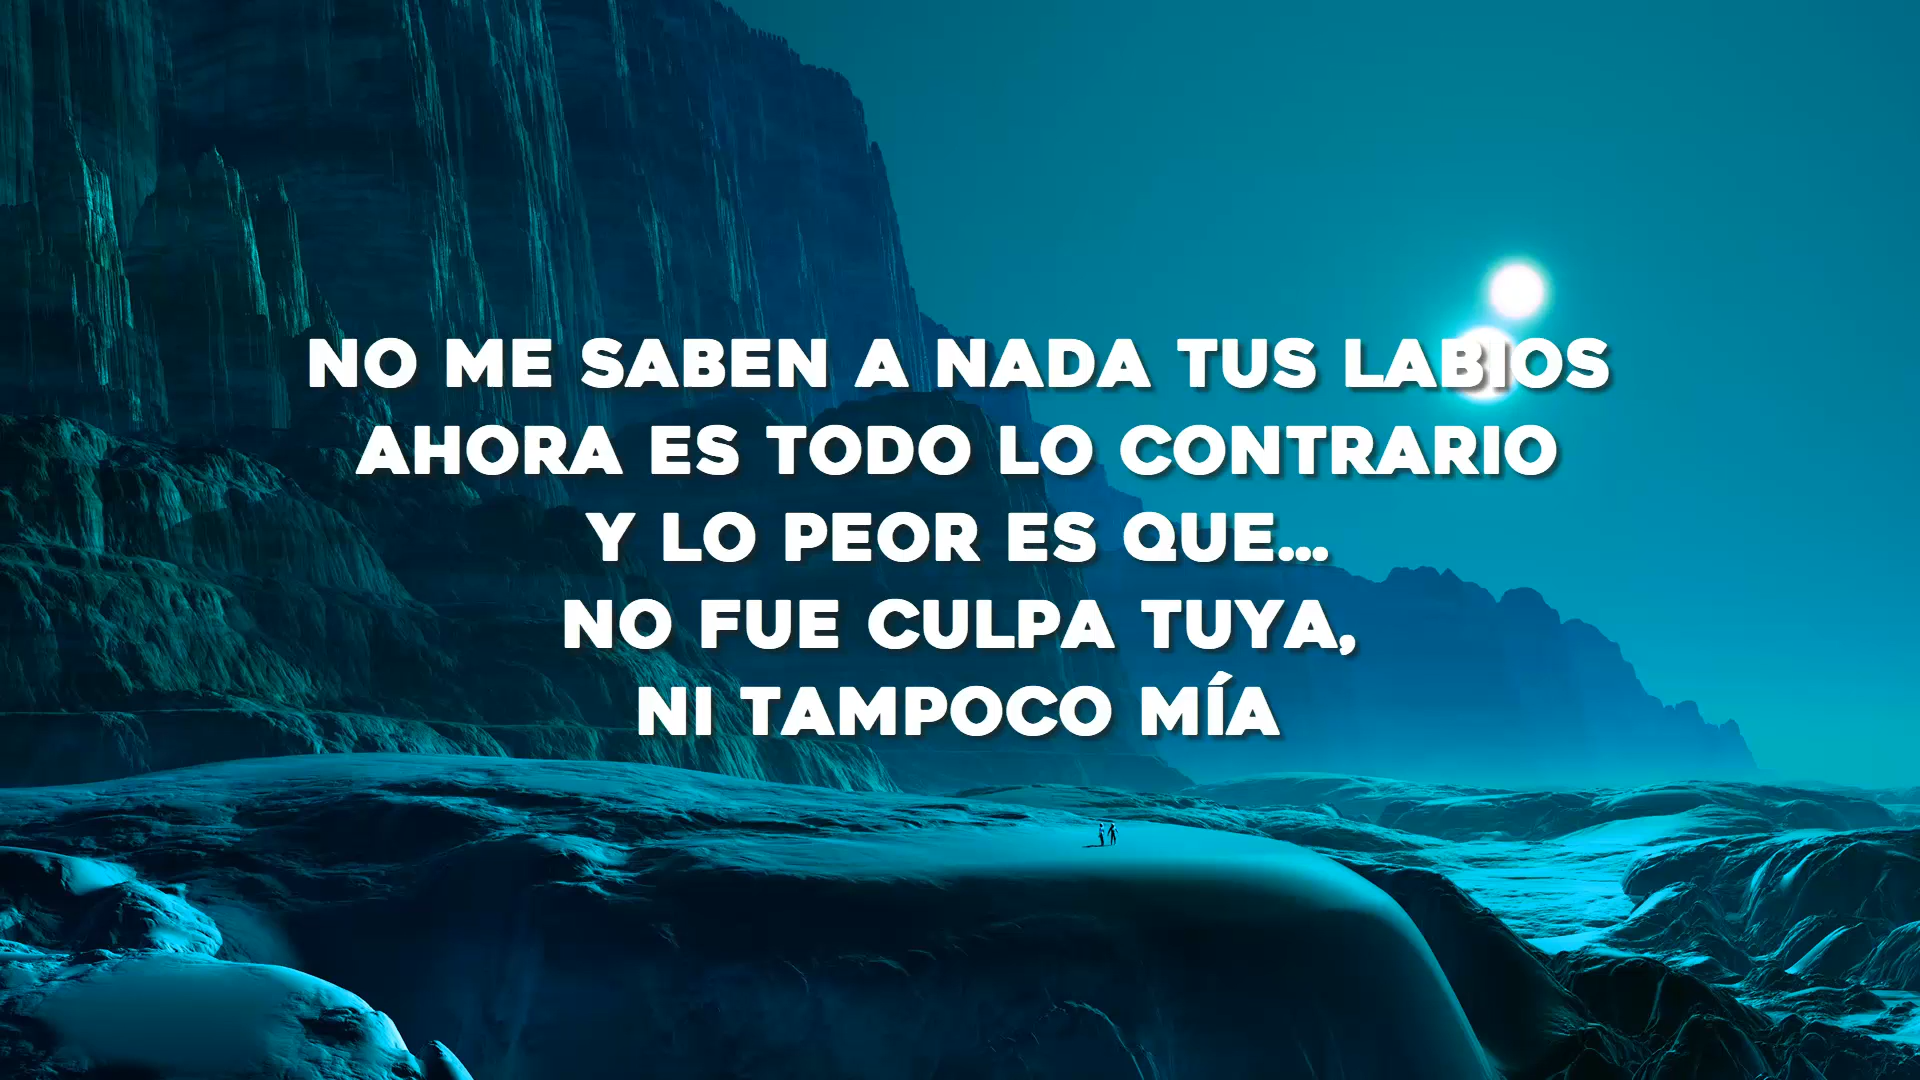 NO ME SABEN A NADA TUS LABIOS
AHORA ES TODO LO CONTRARIO
Y LO PEOR ES QUE...
NO FUE CULPA TUYA,
NI TAMPOCO MÍA